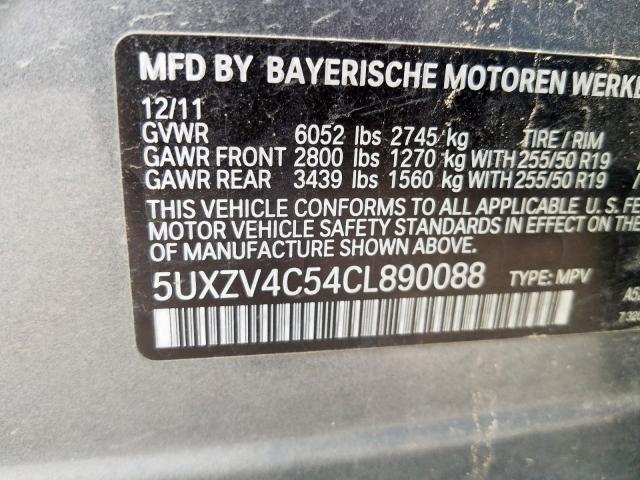 MFD BY BAYERISCHE MOTOREN WERKE
12/11
GVWR 6052 lbs 2745 kg TIRE / RIM
GAWR FRONT 2800 lbs 1270 kg WITH 255/50 R19
GAWR REAR 3439 lbs 1560 kg WITH 255/50 R19
THIS VEHICLE CONFORMS TO ALL APPLICABLE U. S. FE
MOTOR VEHICLE SAFETY STANDARDS IN EFFECT ON THE
OF MANUFACTURE SHOWN ABOVE.
5UXZV4C54CL890088 TYPE: MPV